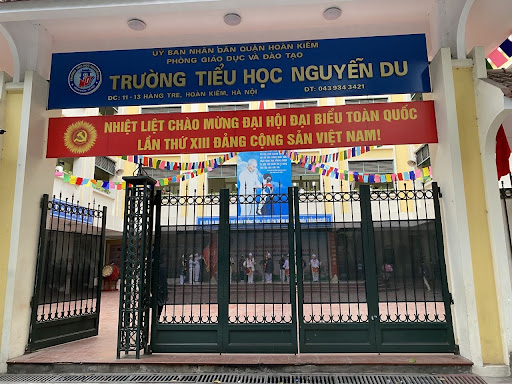 ỦY BAN NHÂN DÂN QUẬN HOÀN KIẾM
PHÒNG GIÁO DỤC VÀ ĐÀO TẠO
TRƯỜNG TIỂU HỌC NGUYỄN DU
ĐC: 11 - 13 HÀNG TRE, HOÀN KIẾM, HÀ NỘI
ĐT: 043 934 3421
NHIỆT LIỆT CHÀO MỪNG ĐẠI HỘI ĐẠI BIỂU TOÀN QUỐC
LẦN THỨ XIII ĐẢNG CỘNG SẢN VIỆT NAM!